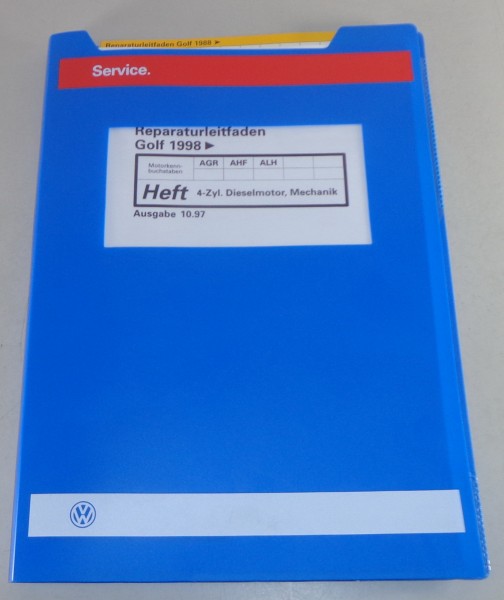 Reparaturleitfaden Golf 1998 ►
Service.
Reparaturleitfaden
Golf 1998 ►
Motorkenn-
buchstaben
AGR AHF ALH
Heft 4-Zyl. Dieselmotor, Mechanik
Ausgabe 10.97